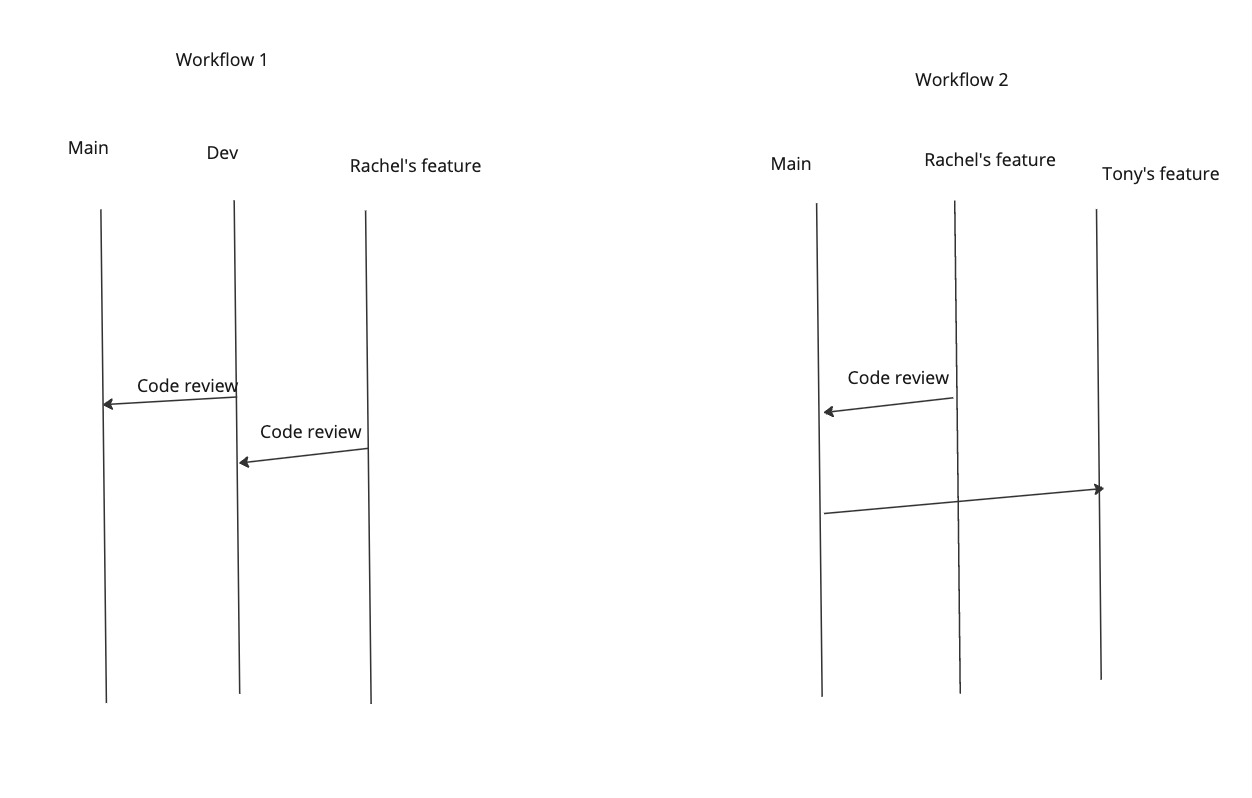 Workflow 1
Main
Dev
Rachel's feature
Code review
Code review
Workflow 2
Main
Rachel's feature
Tony's feature
Code review